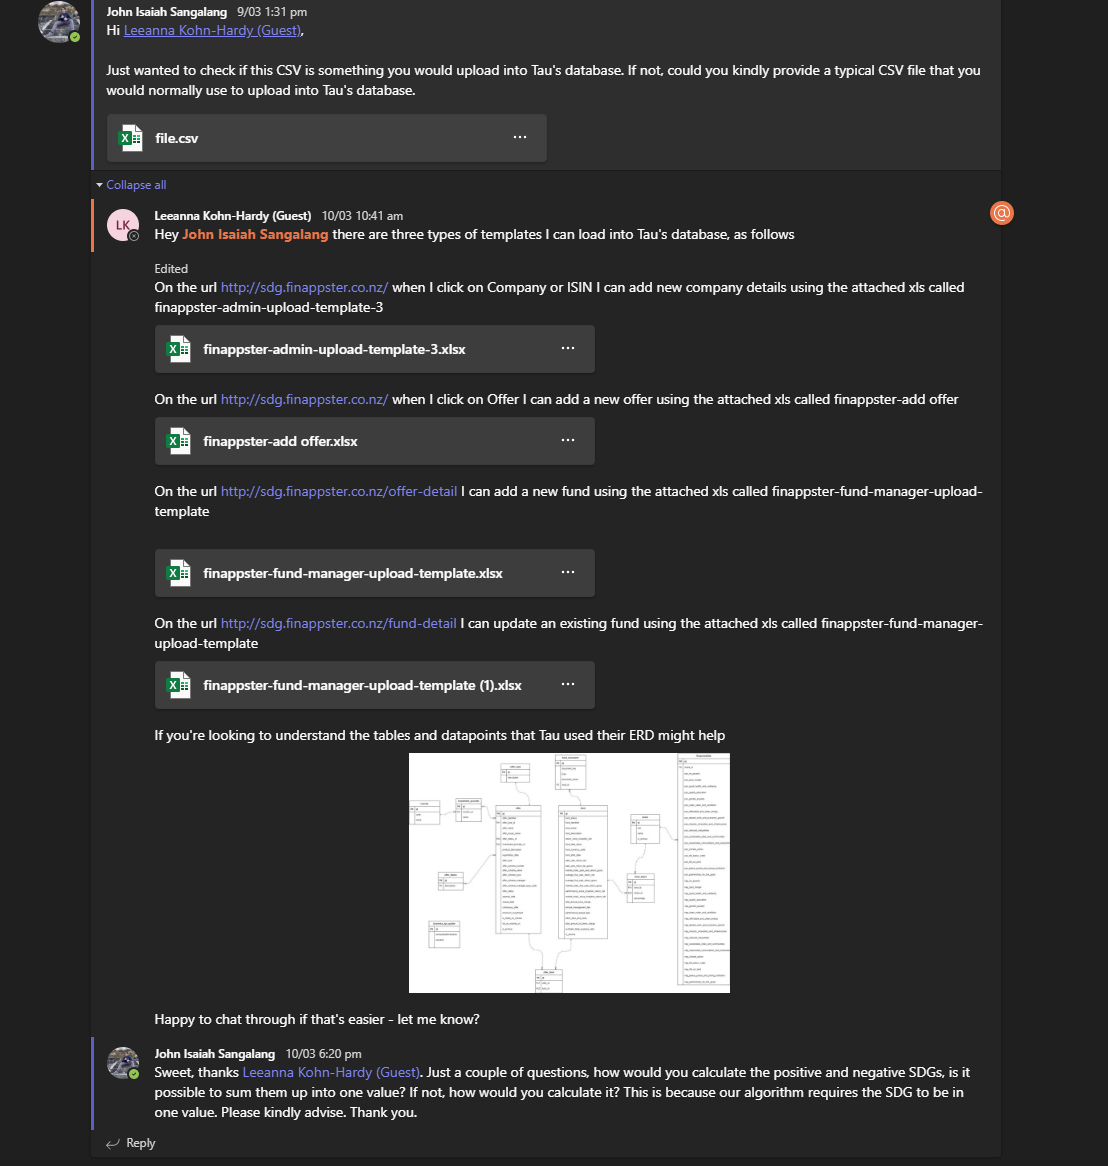 John Isaiah Sangalang 9/03 1:31 pm
Hi Leeanna Kohn-Hardy (Guest),
Just wanted to check if this CSV is something you would upload into Tau's database. If not, could you kindly provide a typical CSV file that you
would normally use to upload into Tau's database.
file.csv
Collapse all
LK
Leeanna Kohn-Hardy (Guest) 10/03 10:41 am
Hey John Isaiah Sangalang there are three types of templates I can load into Tau's database, as follows
Edited
On the url http://sdg.finappster.co.nz/ when I click on Company or ISIN I can add new company details using the attached xls called
finappster-admin-upload-template-3
finappster-admin-upload-template-3.xlsx
On the url http://sdg.finappster.co.nz/ when I click on Offer I can add a new offer using the attached xls called finappster-add offer
finappster-add offer.xlsx
On the url http://sdg.finappster.co.nz/offer-detail I can add a new fund using the attached xls called finappster-fund-manager-upload-
template
finappster-fund-manager-upload-template.xlsx
On the url http://sdg.finappster.co.nz/fund-detail I can update an existing fund using the attached xls called finappster-fund-manager-
upload-template
finappster-fund-manager-upload-template (1).xlsx
If you're looking to understand the tables and datapoints that Tau used their ERD might help
Happy to chat through if that's easier - let me know?
John Isaiah Sangalang 10/03 6:20 pm
Sweet, thanks Leeanna Kohn-Hardy (Guest). Just a couple of questions, how would you calculate the positive and negative SDGs, is it
possible to sum them up into one value? If not, how would you calculate it? This is because our algorithm requires the SDG to be in
one value. Please kindly advise. Thank you.
Reply